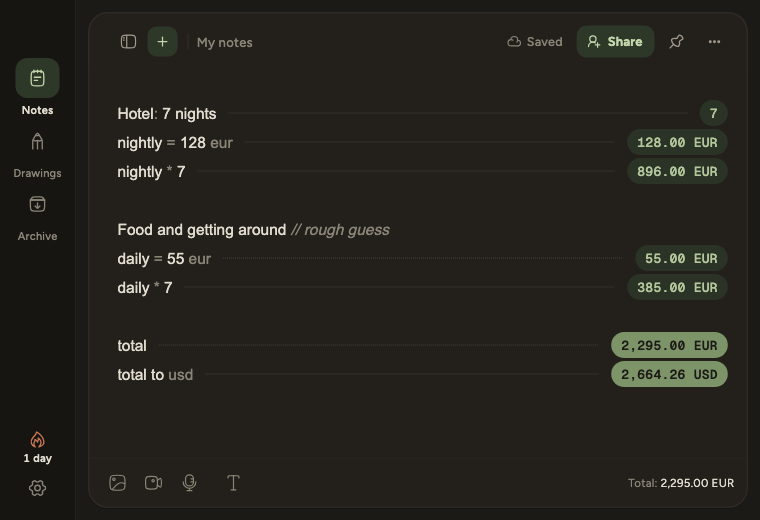 My notes
Saved
Share
Notes
Drawings
Archive
Hotel: 7 nights 7
nightly = 128 eur 128.00 EUR
nightly * 7 896.00 EUR
Food and getting around // rough guess
daily = 55 eur 55.00 EUR
daily * 7 385.00 EUR
total 2,295.00 EUR
total to usd 2,664.26 USD
1 day
Total: 2,295.00 EUR